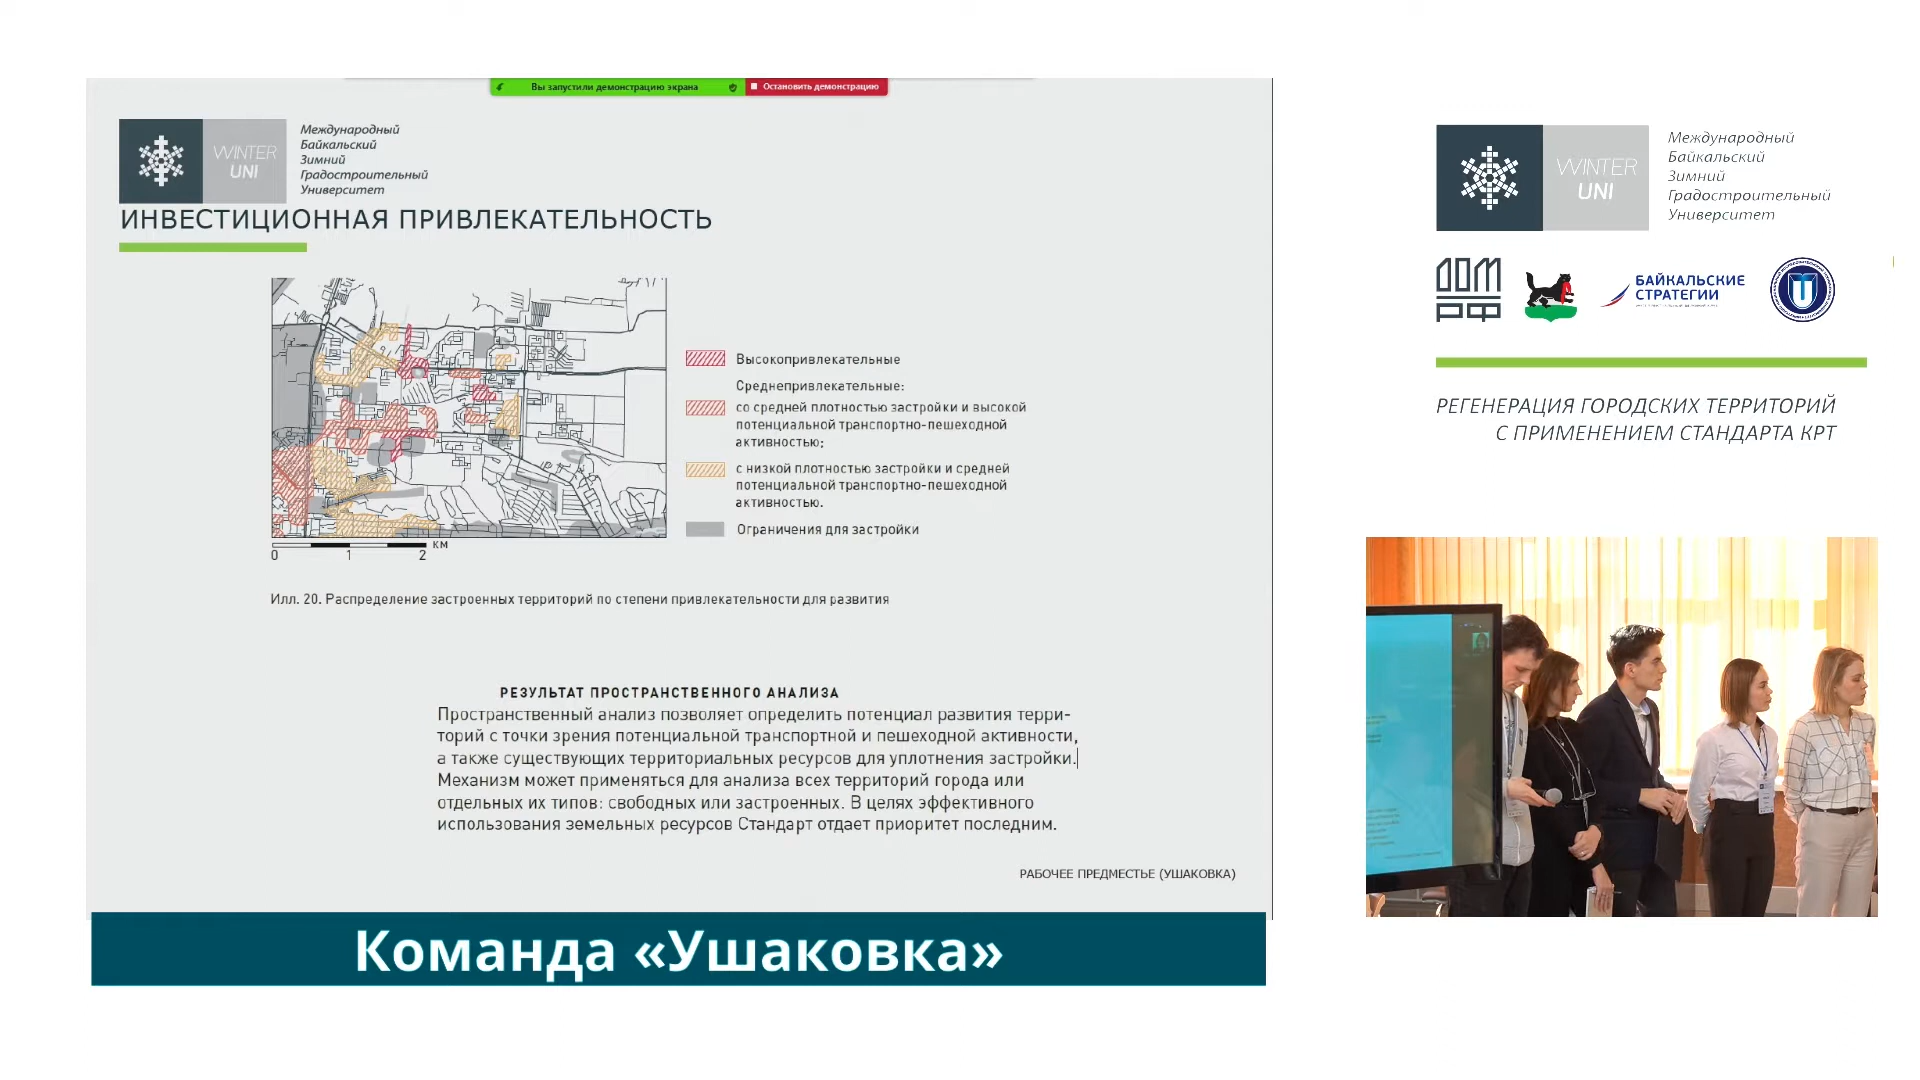 Вы запустили демонстрацию экрана
Остановить демонстрацию
WINTER
UNI
Международный
Байкальский
Зимний
Градостроительный
Университет
ИНВЕСТИЦИОННАЯ ПРИВЛЕКАТЕЛЬНОСТЬ
Высокопривлекательные
Среднепривлекательные:
со средней плотностью застройки и высокой
потенциальной транспортно-пешеходной
активностью;
с низкой плотностью застройки и средней
потенциальной транспортно-пешеходной
активностью.
Ограничения для застройки
0 1 2 км
Илл. 20. Распределение застроенных территорий по степени привлекательности для развития
РЕЗУЛЬТАТ ПРОСТРАНСТВЕННОГО АНАЛИЗА
Пространственный анализ позволяет определить потенциал развития терри-
торий с точки зрения потенциальной транспортной и пешеходной активности,
а также существующих территориальных ресурсов для уплотнения застройки.
Механизм может применяться для анализа всех территорий города или
отдельных их типов: свободных или застроенных. В целях эффективного
использования земельных ресурсов Стандарт отдает приоритет последним.
РАБОЧЕЕ ПРЕДМЕСТЬЕ (УШАКОВКА)
Команда «Ушаковка»
WINTER
UNI
Международный
Байкальский
Зимний
Градостроительный
Университет
ДОМ
РФ
БАЙКАЛЬСКИЕ
СТРАТЕГИИ
РЕГЕНЕРАЦИЯ ГОРОДСКИХ ТЕРРИТОРИЙ
С ПРИМЕНЕНИЕМ СТАНДАРТА КРТ